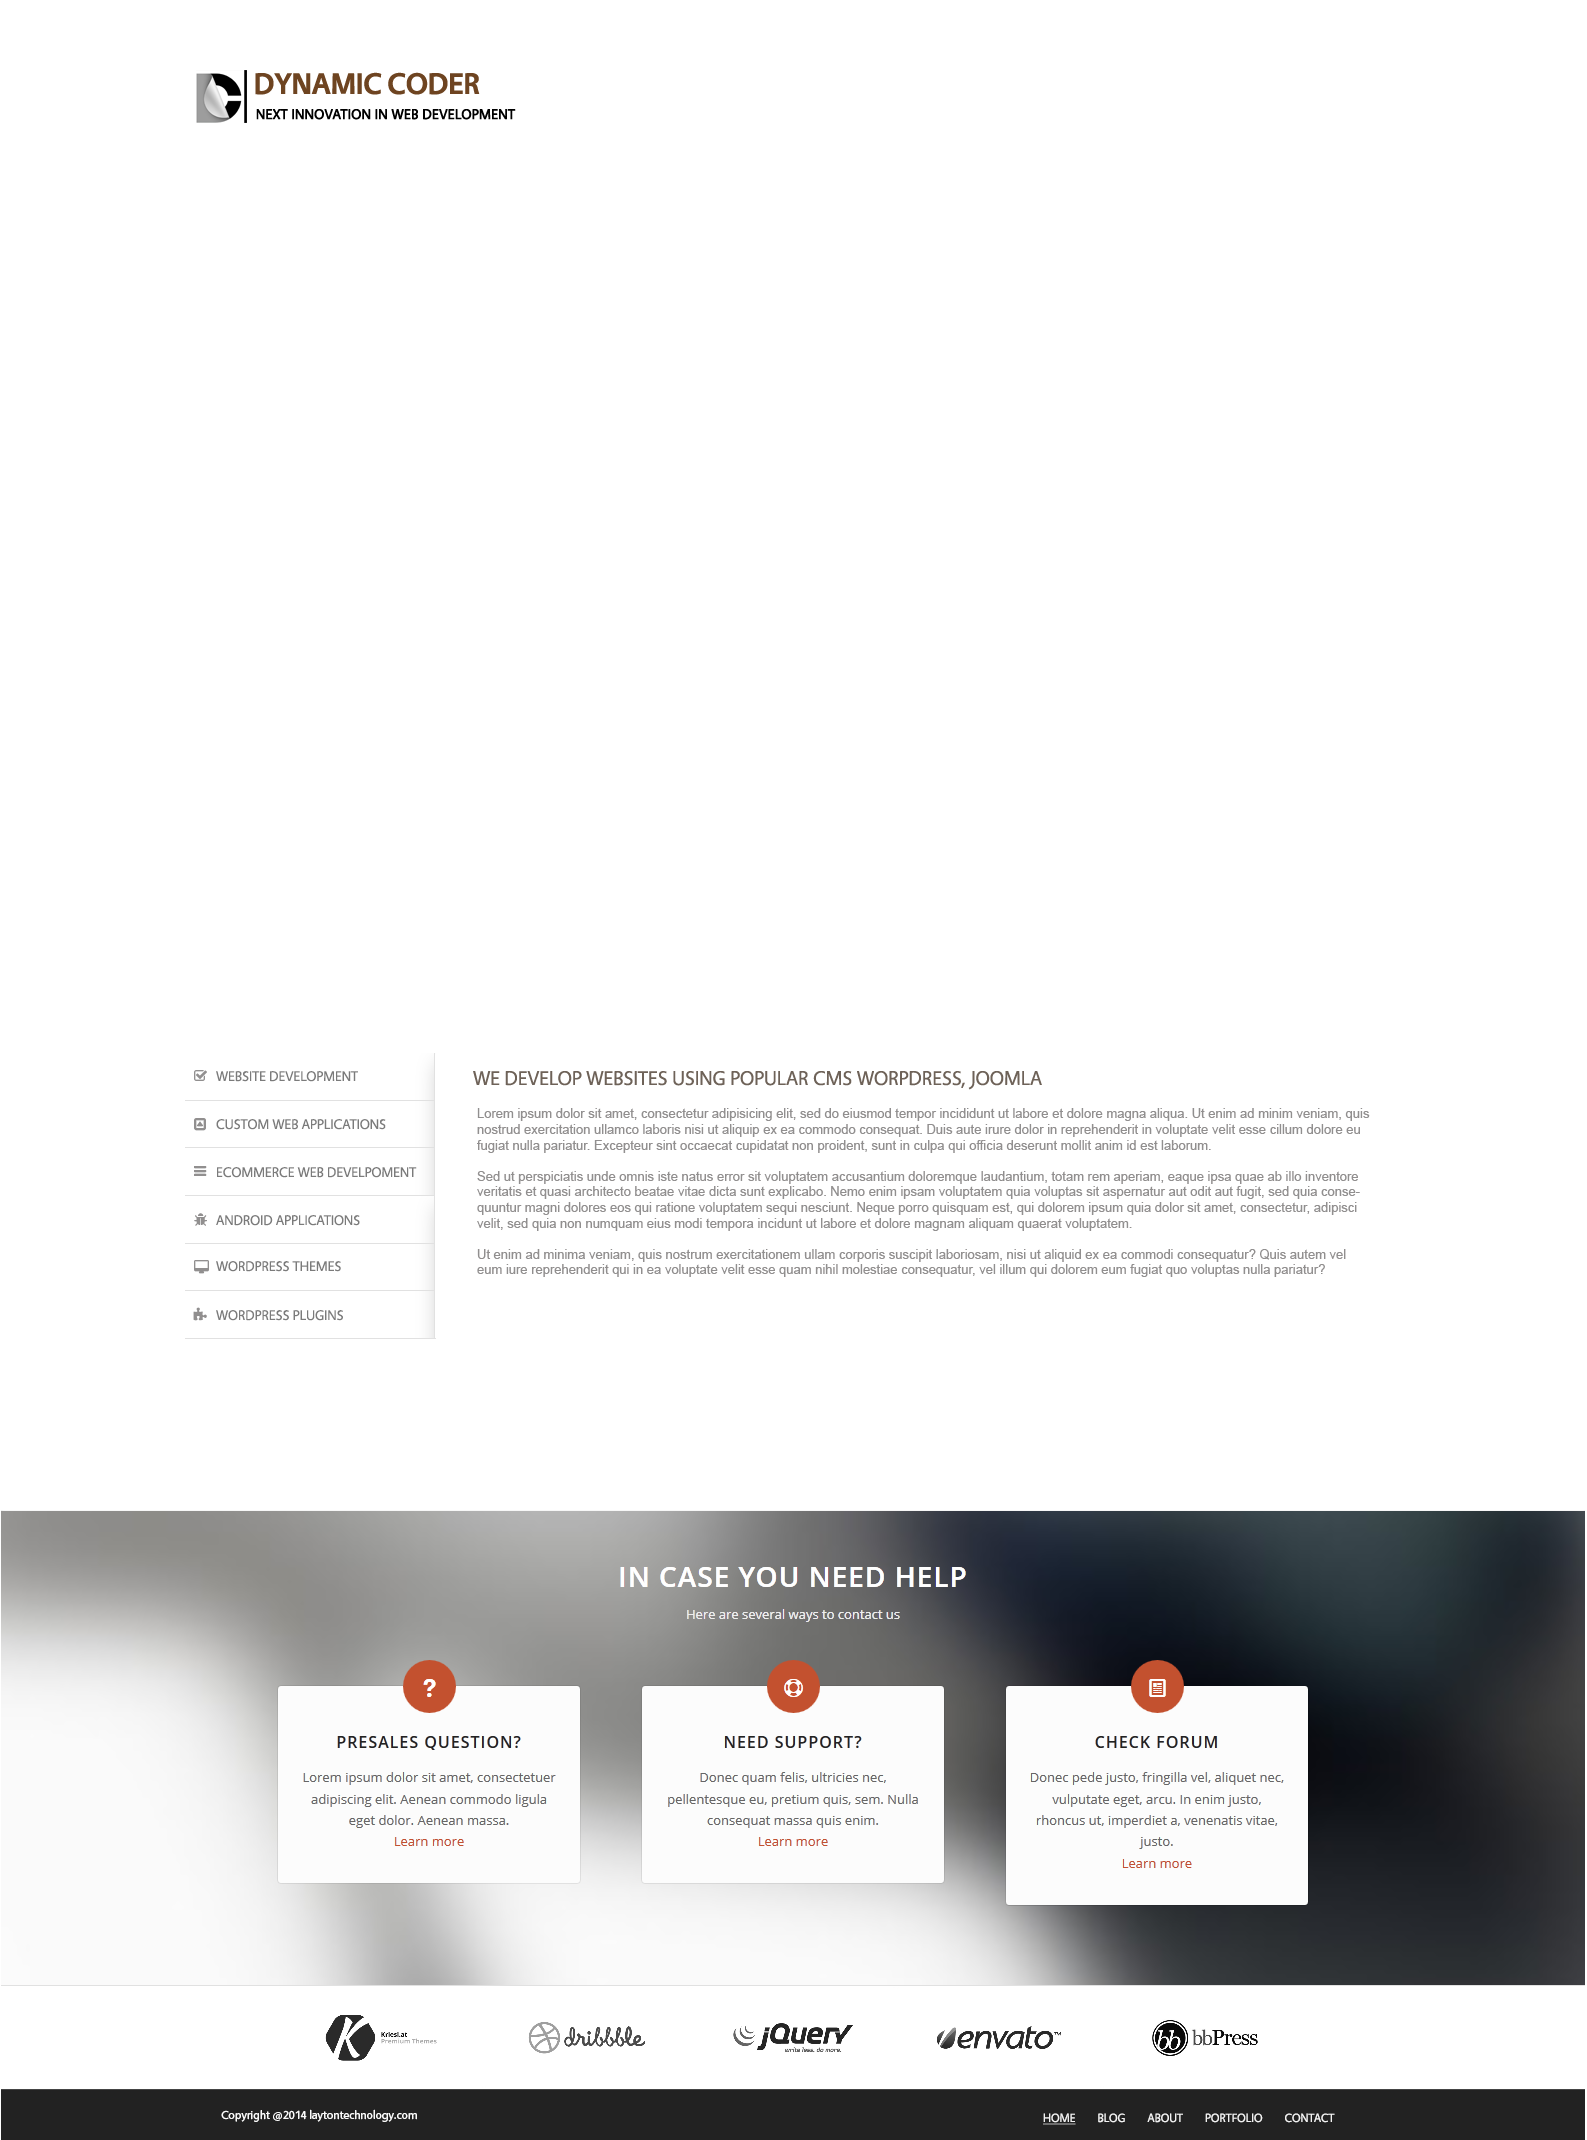 DYNAMIC CODER
NEXT INNOVATION IN WEB DEVELOPMENT
WEBSITE DEVELOPMENT
CUSTOM WEB APPLICATIONS
ECOMMERCE WEB DEVELPOMENT
ANDROID APPLICATIONS
WORDPRESS THEMES
WORDPRESS PLUGINS
WE DEVELOP WEBSITES USING POPULAR CMS WORPDRESS, JOOMLA
Lorem ipsum dolor sit amet, consectetur adipisicing elit, sed do eiusmod tempor incididunt ut labore et dolore magna aliqua. Ut enim ad minim veniam, quis
nostrud exercitation ullamco laboris nisi ut aliquip ex ea commodo consequat. Duis aute irure dolor in reprehenderit in voluptate velit esse cillum dolore eu
fugiat nulla pariatur. Excepteur sint occaecat cupidatat non proident, sunt in culpa qui officia deserunt mollit anim id est laborum.
Sed ut perspiciatis unde omnis iste natus error sit voluptatem accusantium doloremque laudantium, totam rem aperiam, eaque ipsa quae ab illo inventore
veritatis et quasi architecto beatae vitae dicta sunt explicabo. Nemo enim ipsam voluptatem quia voluptas sit aspernatur aut odit aut fugit, sed quia conse-
quuntur magni dolores eos qui ratione voluptatem sequi nesciunt. Neque porro quisquam est, qui dolorem ipsum quia dolor sit amet, consectetur, adipisci
velit, sed quia non numquam eius modi tempora incidunt ut labore et dolore magnam aliquam quaerat voluptatem.
Ut enim ad minima veniam, quis nostrum exercitationem ullam corporis suscipit laboriosam, nisi ut aliquid ex ea commodi consequatur? Quis autem vel
eum iure reprehenderit qui in ea voluptate velit esse quam nihil molestiae consequatur, vel illum qui dolorem eum fugiat quo voluptas nulla pariatur?
IN CASE YOU NEED HELP
Here are several ways to contact us
PRESALES QUESTION?
Lorem ipsum dolor sit amet, consectetuer
adipiscing elit. Aenean commodo ligula
eget dolor. Aenean massa.
Learn more
NEED SUPPORT?
Donec quam felis, ultricies nec,
pellentesque eu, pretium quis, sem. Nulla
consequat massa quis enim.
Learn more
CHECK FORUM
Donec pede justo, fringilla vel, aliquet nec,
vulputate eget, arcu. In enim justo,
rhoncus ut, imperdiet a, venenatis vitae,
justo.
Learn more
K Kriesi.at
Premium Themes
dribbble
jQuery
write less, do more.
envato™
bb bbPress
Copyright @2014 laytontechnology.com
HOME BLOG ABOUT PORTFOLIO CONTACT